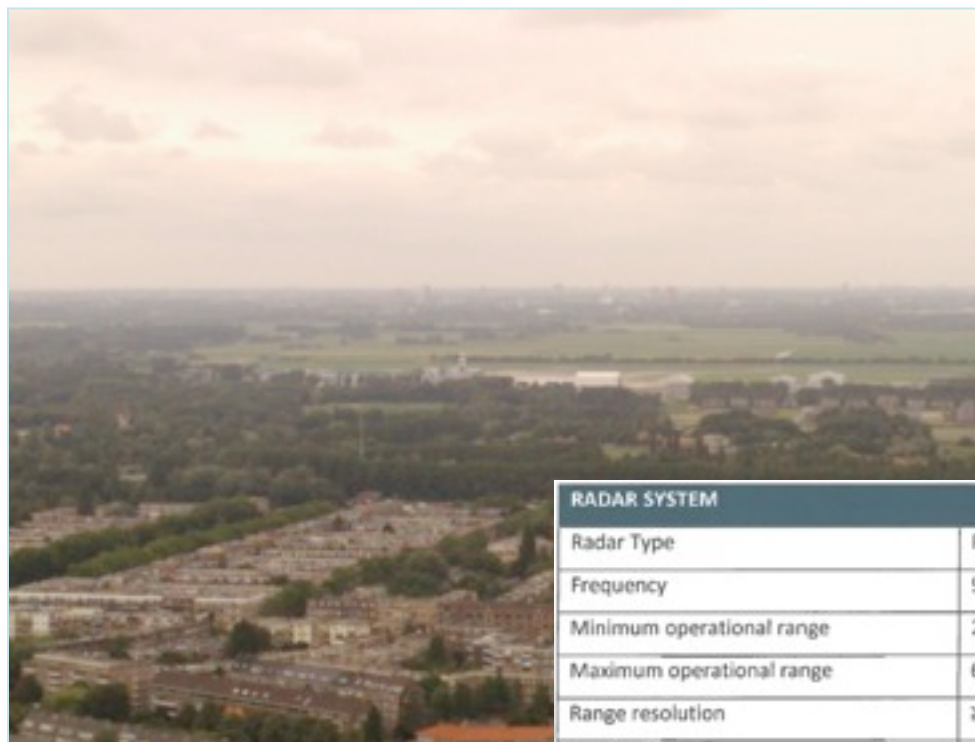 RADAR SYSTEM
Radar Type
Frequency
Minimum operational range
Maximum operational range
Range resolution